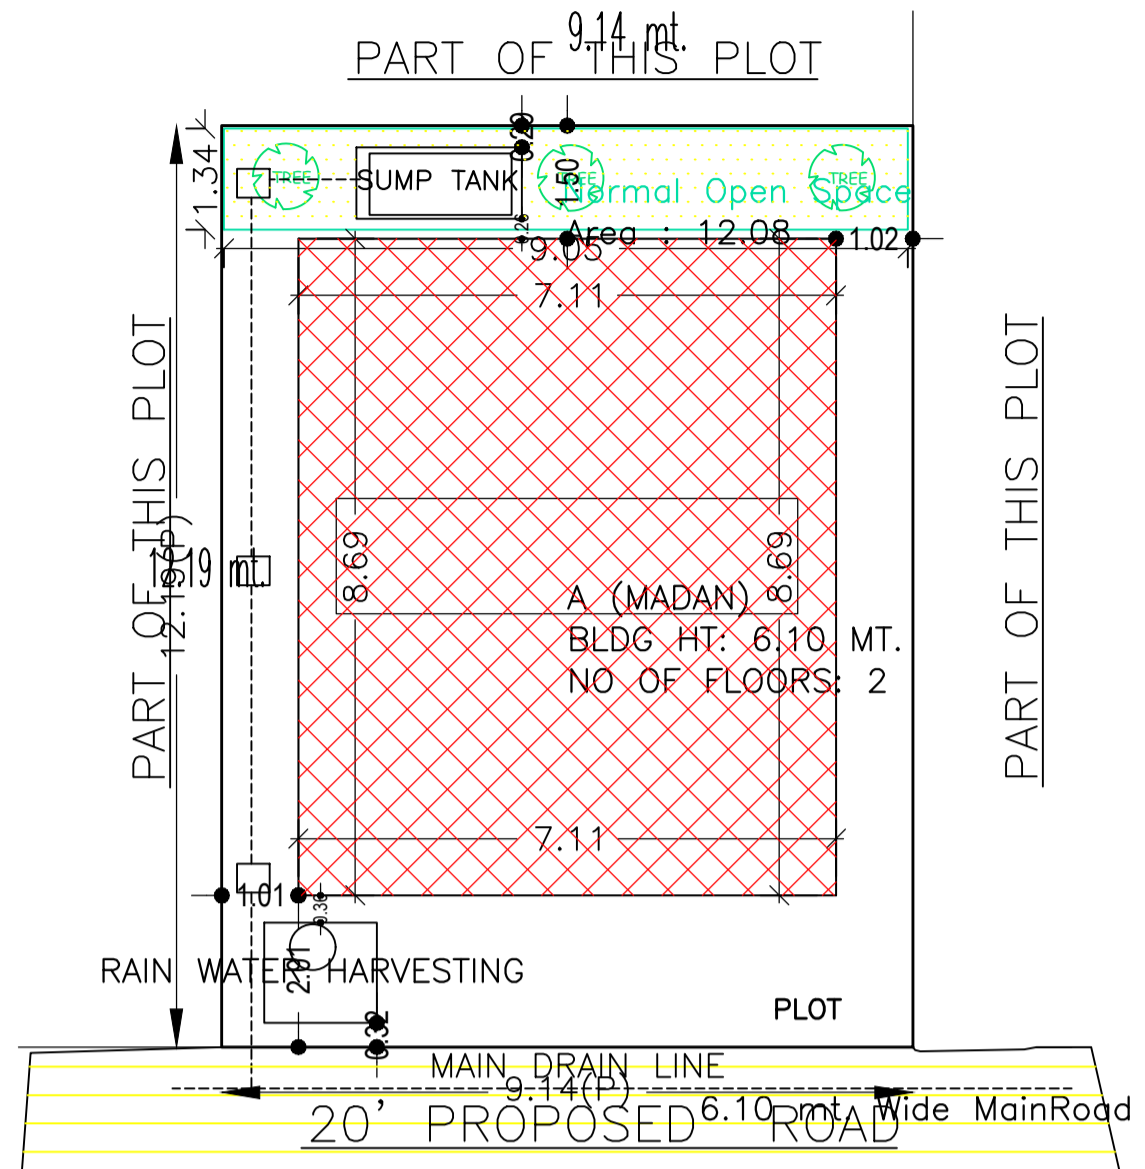 9.14 mt.
PART OF THIS PLOT
1.34
TREE
SUMP TANK
0.29
1.50
TREE
TREE
Normal Open Space
Area : 12.08
0.26
9.05
1.02
7.11
PART OF THIS PLOT
12.19 mt.
12.19(P)
8.69
8.69
A (MADAN)
BLDG HT: 6.10 MT.
NO OF FLOORS: 2
PART OF THIS PLOT
7.11
1.01
0.36
2.01
RAIN WATER HARVESTING
PLOT
0.32
MAIN DRAIN LINE
9.14(P)
6.10 mt. Wide MainRoad
20' PROPOSED ROAD